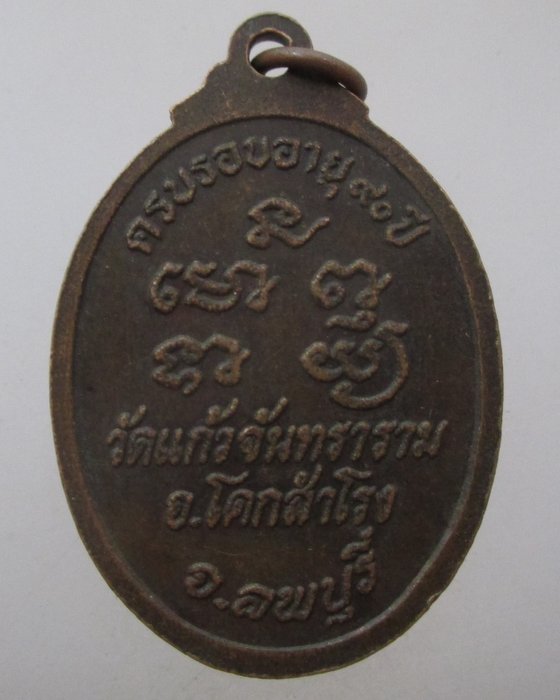 ครบรอบอายุ ๙๐ ปี
วัดแก้วจันทราราม
อ.โคกสำโรง
จ.ลพบุรี